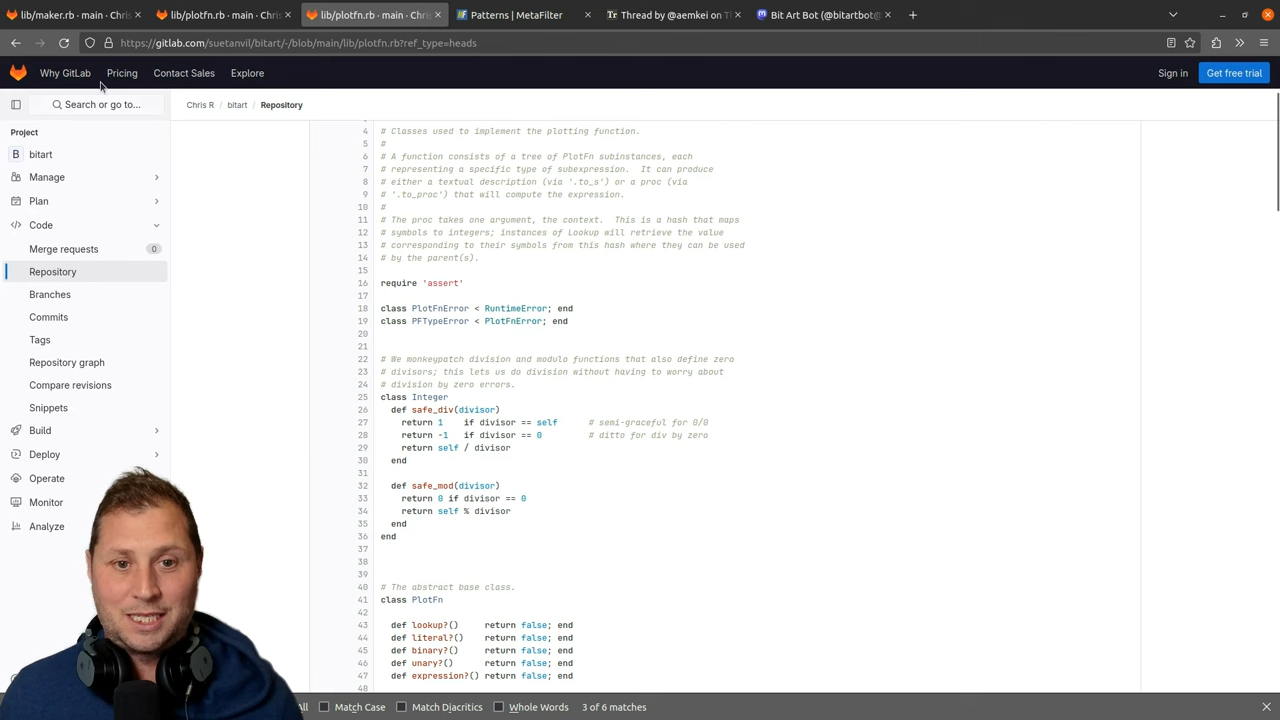 lib/maker.rb · main · Chris
lib/plotfn.rb · main · Chri
lib/plotfn.rb · main · Chri
Patterns | MetaFilter
Thread by @aemkei on T
Bit Art Bot (@bitartbot@
https://gitlab.com/suetanvil/bitart/-/blob/main/lib/plotfn.rb?ref_type=heads
Why GitLab
Pricing
Contact Sales
Explore
Sign in
Get free trial
Search or go to...
Chris R
bitart
Repository
Project
B bitart
Manage
Plan
Code
Merge requests 0
Repository
Branches
Commits
Tags
Repository graph
Compare revisions
Snippets
Build
Deploy
Operate
Monitor
Analyze
4 # Classes used to implement the plotting function.
5 #
6 # A function consists of a tree of PlotFn subinstances, each
7 # representing a specific type of subexpression.  It can produce
8 # either a textual description (via '.to_s') or a proc (via
9 # '.to_proc') that will compute the expression.
10 #
11 # The proc takes one argument, the context.  This is a hash that maps
12 # symbols to integers; instances of Lookup will retrieve the value
13 # corresponding to their symbols from this hash where they can be used
14 # by the parent(s).
15
16 require 'assert'
17
18 class PlotFnError < RuntimeError; end
19 class PFTypeError < PlotFnError; end
20
21
22 # We monkeypatch division and modulo functions that also define zero
23 # divisors; this lets us do division without having to worry about
24 # division by zero errors.
25 class Integer
26 def safe_div(divisor)
27 return 1 if divisor == self # semi-graceful for 0/0
28 return -1 if divisor == 0 # ditto for div by zero
29 return self / divisor
30 end
31
32 def safe_mod(divisor)
33 return 0 if divisor == 0
34 return self % divisor
35 end
36 end
37
38
39
40 # The abstract base class.
41 class PlotFn
42
43 def lookup?() return false; end
44 def literal?() return false; end
45 def binary?() return false; end
46 def unary?() return false; end
47 def expression?() return false; end
48
All
Match Case
Match Diacritics
Whole Words
3 of 6 matches